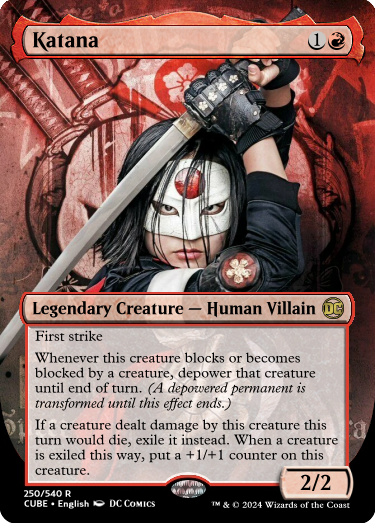 Katana
1
Legendary Creature — Human Villain
DC
First strike
Whenever this creature blocks or becomes
blocked by a creature, depower that creature
until end of turn. (A depowered permanent is
transformed until this effect ends.)
If a creature dealt damage by this creature this
turn would die, exile it instead. When a creature
is exiled this way, put a +1/+1 counter on this
creature.
2/2
250/540 R
CUBE • English DC COMICS
™ & © 2024 Wizards of the Coast